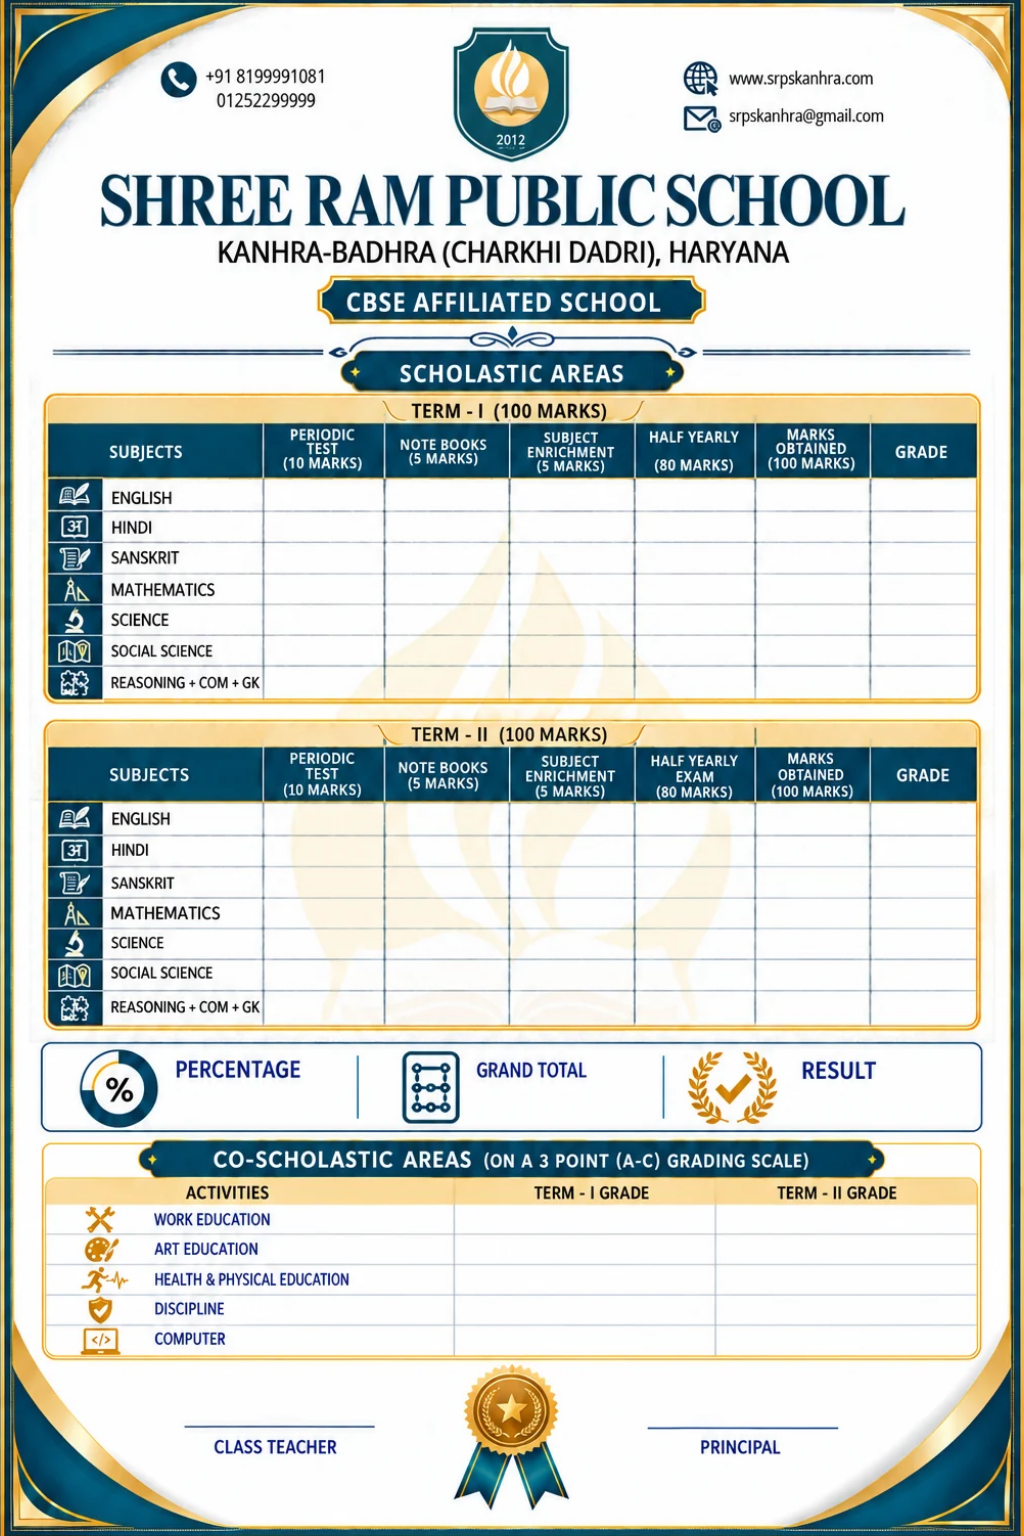 +91 8199991081
01252299999
www.srpskanhra.com
srpskanhra@gmail.com
2012
SHREE RAM PUBLIC SCHOOL
KANHRA-BADHRA (CHARKHI DADRI), HARYANA
CBSE AFFILIATED SCHOOL
SCHOLASTIC AREAS
TERM - I (100 MARKS)
SUBJECTS
PERIODIC
TEST
(10 MARKS)
NOTE BOOKS
(5 MARKS)
SUBJECT
ENRICHMENT
(5 MARKS)
HALF YEARLY
(80 MARKS)
MARKS
OBTAINED
(100 MARKS)
GRADE
ENGLISH
अ HINDI
SANSKRIT
MATHEMATICS
SCIENCE
SOCIAL SCIENCE
REASONING + COM + GK
TERM - II (100 MARKS)
SUBJECTS
PERIODIC
TEST
(10 MARKS)
NOTE BOOKS
(5 MARKS)
SUBJECT
ENRICHMENT
(5 MARKS)
HALF YEARLY
EXAM
(80 MARKS)
MARKS
OBTAINED
(100 MARKS)
GRADE
ENGLISH
अ HINDI
SANSKRIT
MATHEMATICS
SCIENCE
SOCIAL SCIENCE
REASONING + COM + GK
% PERCENTAGE
GRAND TOTAL
RESULT
CO-SCHOLASTIC AREAS (ON A 3 POINT (A-C) GRADING SCALE)
ACTIVITIES TERM - I GRADE TERM - II GRADE
WORK EDUCATION
ART EDUCATION
HEALTH & PHYSICAL EDUCATION
DISCIPLINE
</> COMPUTER
CLASS TEACHER
PRINCIPAL